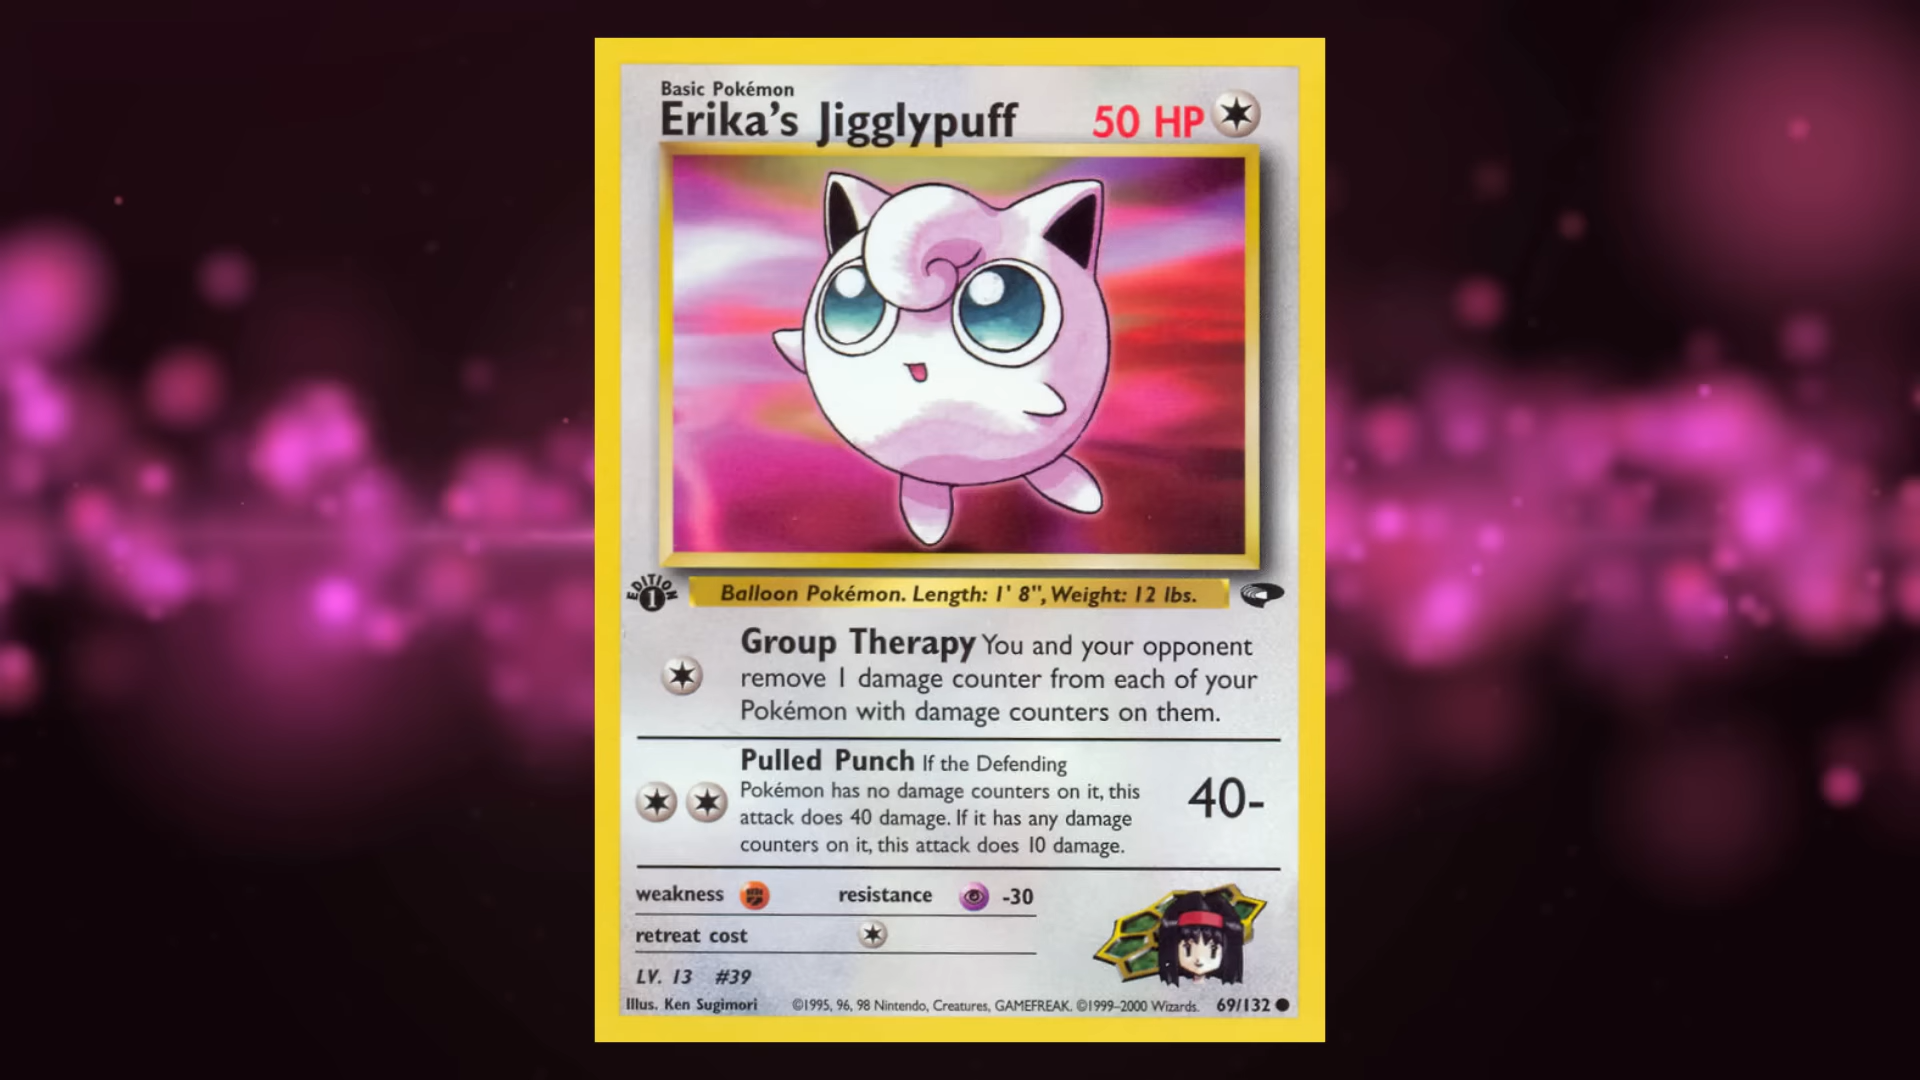 Basic Pokémon
Erika's Jigglypuff 50 HP
EDITION
1
Balloon Pokémon. Length: 1' 8", Weight: 12 lbs.
Group Therapy You and your opponent
remove 1 damage counter from each of your
Pokémon with damage counters on them.
Pulled Punch If the Defending
Pokémon has no damage counters on it, this
attack does 40 damage. If it has any damage
counters on it, this attack does 10 damage.
40-
weakness resistance -30
retreat cost
LV. 13 #39
Illus. Ken Sugimori ©1995, 96, 98 Nintendo, Creatures, GAMEFREAK. ©1999–2000 Wizards. 69/132